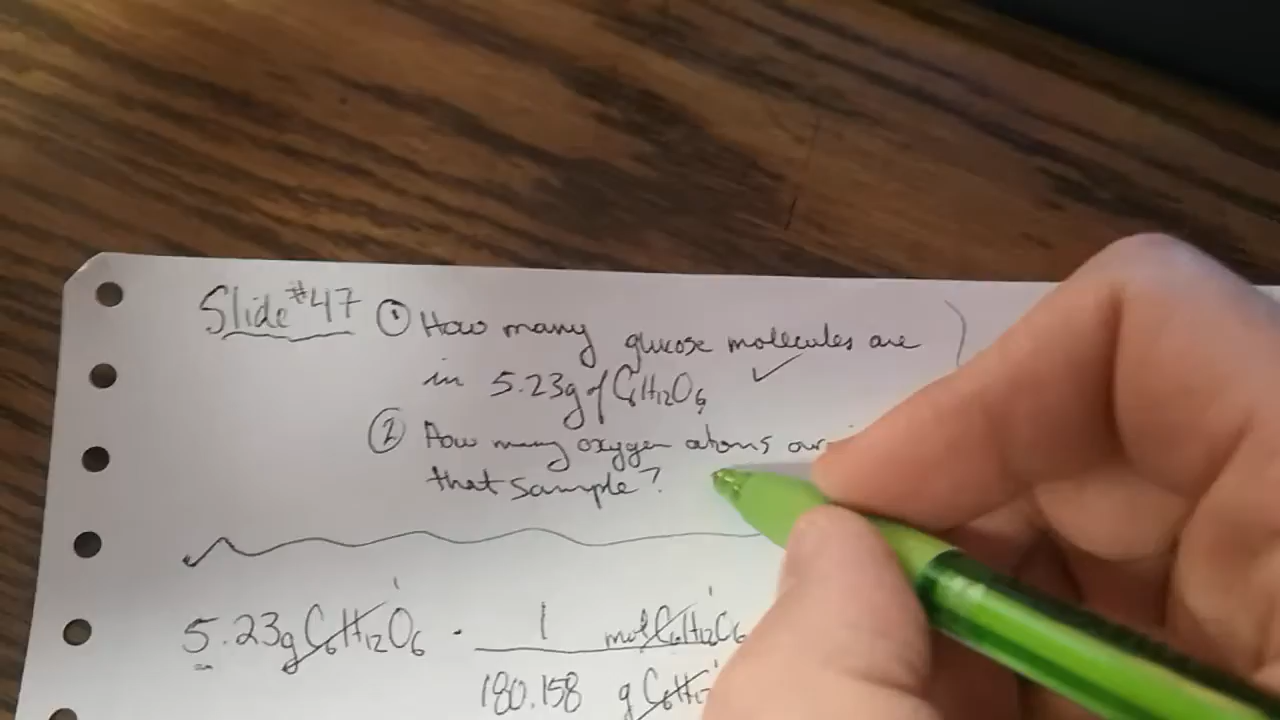 Slide #47 ① How many glucose molecules are
in 5.23g of C6H12O6
② How many oxygen atoms
that sample?
5.23g C6H12O6 · 1 mol C6H12O6
180.158 g C6H12